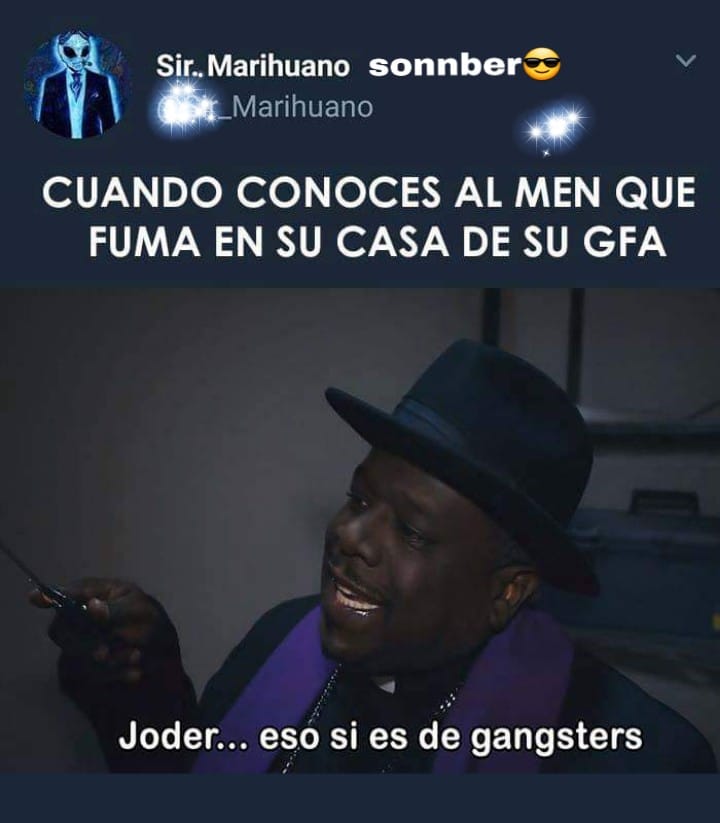 Sir..Marihuano sonnber😎
_Marihuano
CUANDO CONOCES AL MEN QUE
FUMA EN SU CASA DE SU GFA
Joder... eso si es de gangsters